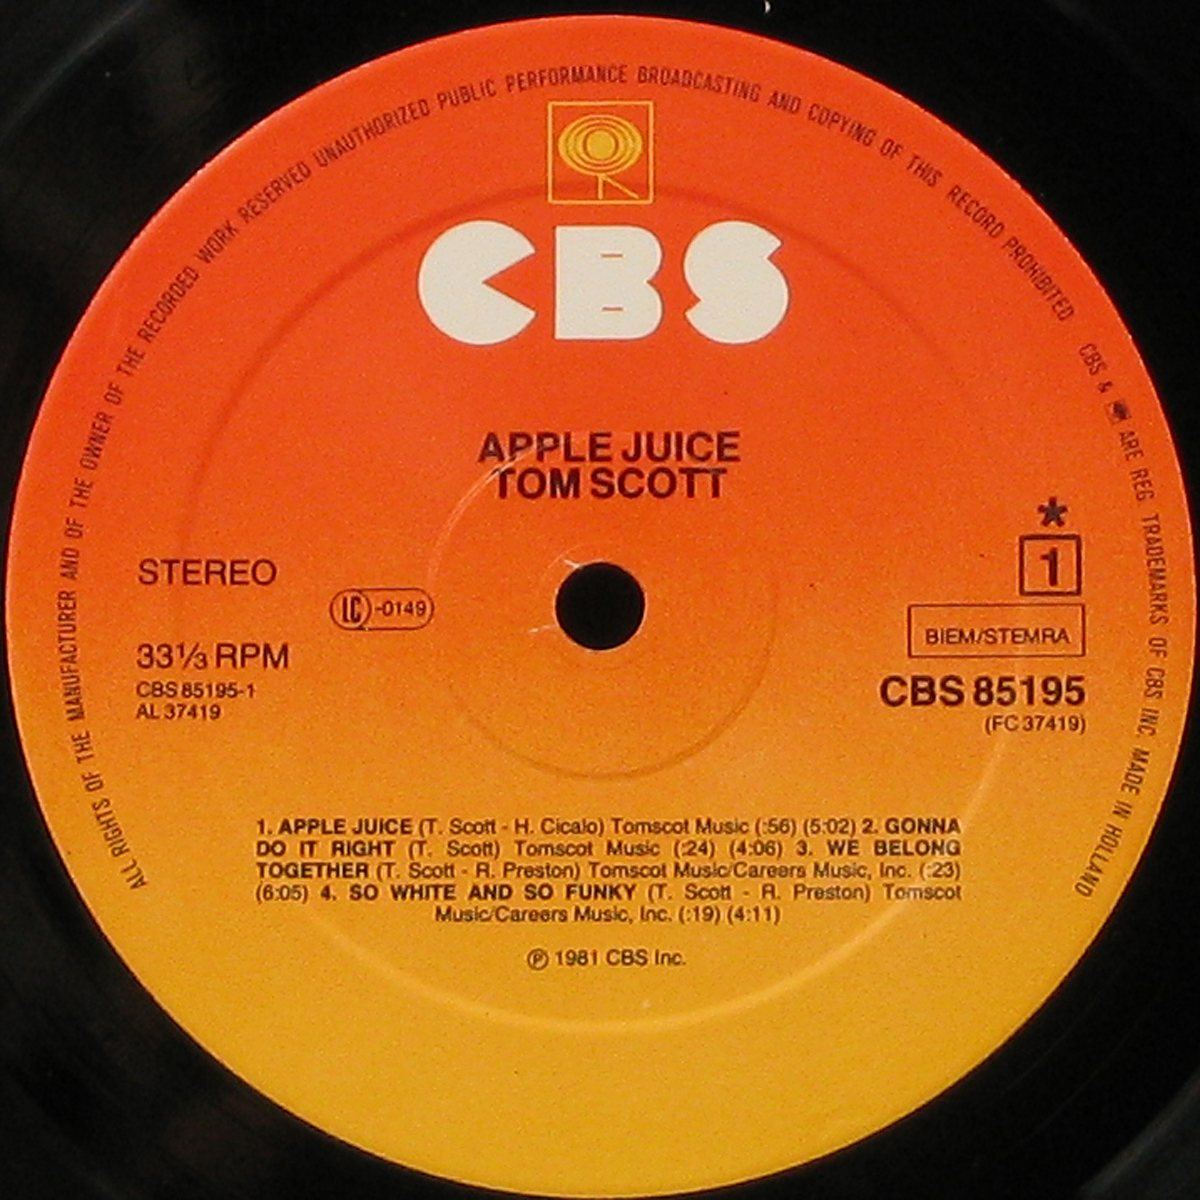 ALL RIGHTS OF THE MANUFACTURER AND OF THE OWNER OF THE RECORDED WORK RESERVED UNAUTHORIZED PUBLIC PERFORMANCE BROADCASTING AND COPYING OF THIS RECORD PROHIBITED CBS & ARE REG TRADEMARKS OF CBS INC. MADE IN HOLLAND
CBS
APPLE JUICE
TOM SCOTT
*
1
STEREO
LC-0149
BIEM/STEMRA
33⅓ RPM
CBS 85195
CBS 85195-1
(FC 37419)
AL 37419
1. APPLE JUICE (T. Scott - H. Cicalo) Tomscot Music (:56) (5:02) 2. GONNA
DO IT RIGHT (T. Scott) Tomscot Music (:24) (4:06) 3. WE BELONG
TOGETHER (T. Scott - R. Preston) Tomscot Music/Careers Music, Inc. (:23)
(6:05) 4. SO WHITE AND SO FUNKY (T. Scott - R. Preston) Tomscot
Music/Careers Music, Inc. (:19) (4:11)
℗ 1981 CBS Inc.